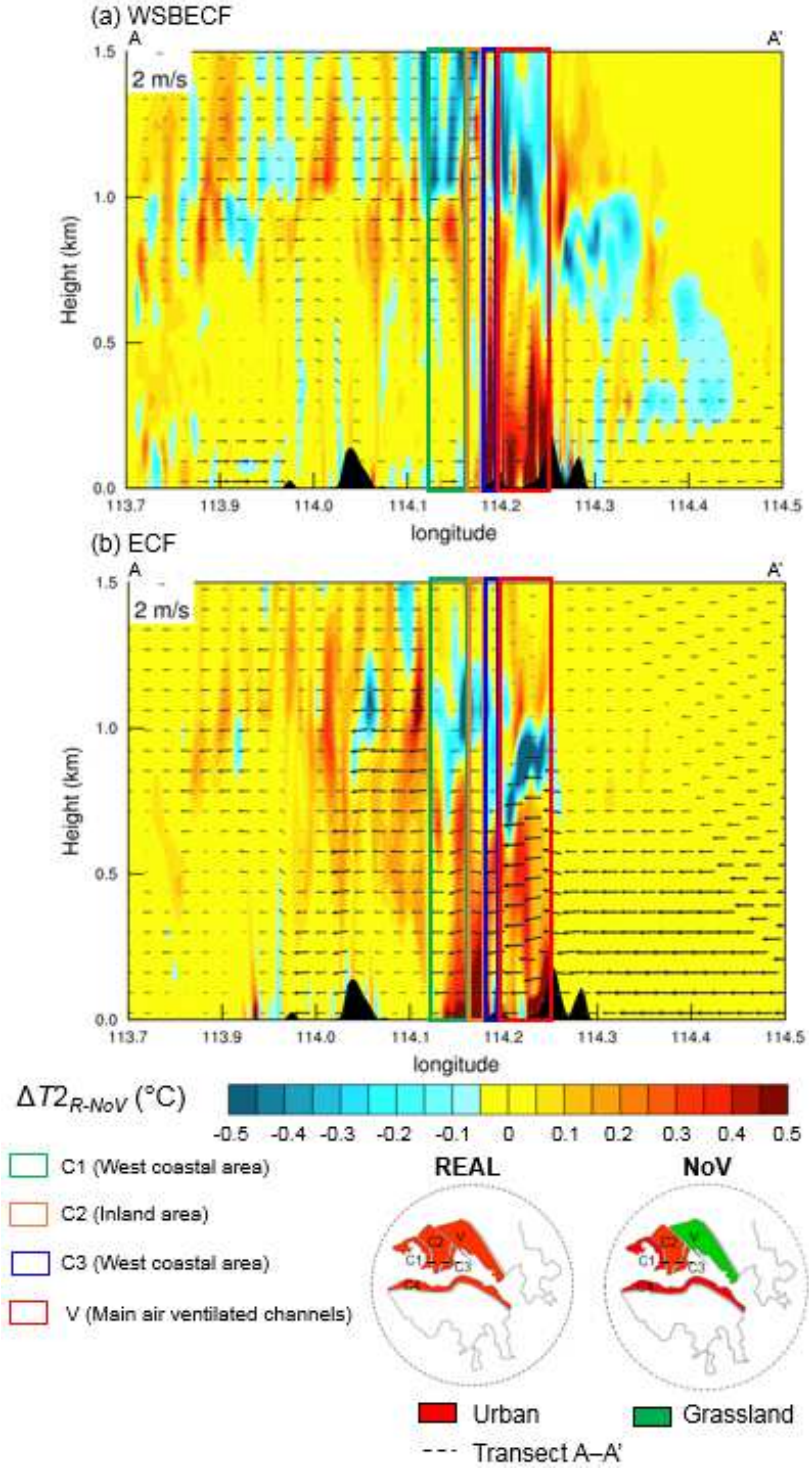 (a) WSBECF
A A'
2 m/s
1.5
1.0
0.5
0.0
Height (km)
113.7 113.9 114.0 114.1 114.2 114.3 114.4 114.5
longitude
(b) ECF
A A'
2 m/s
1.5
1.0
0.5
0.0
Height (km)
113.7 113.9 114.0 114.1 114.2 114.3 114.4 114.5
longitude
ΔT2R-NoV (°C)
-0.5 -0.4 -0.3 -0.2 -0.1 0 0.1 0.2 0.3 0.4 0.5
C1 (West coastal area)
C2 (Inland area)
C3 (West coastal area)
V (Main air ventilated channels)
REAL
C2 V
C1 C3
NoV
C2 V
C1 C3
Urban
Grassland
Transect A–A'